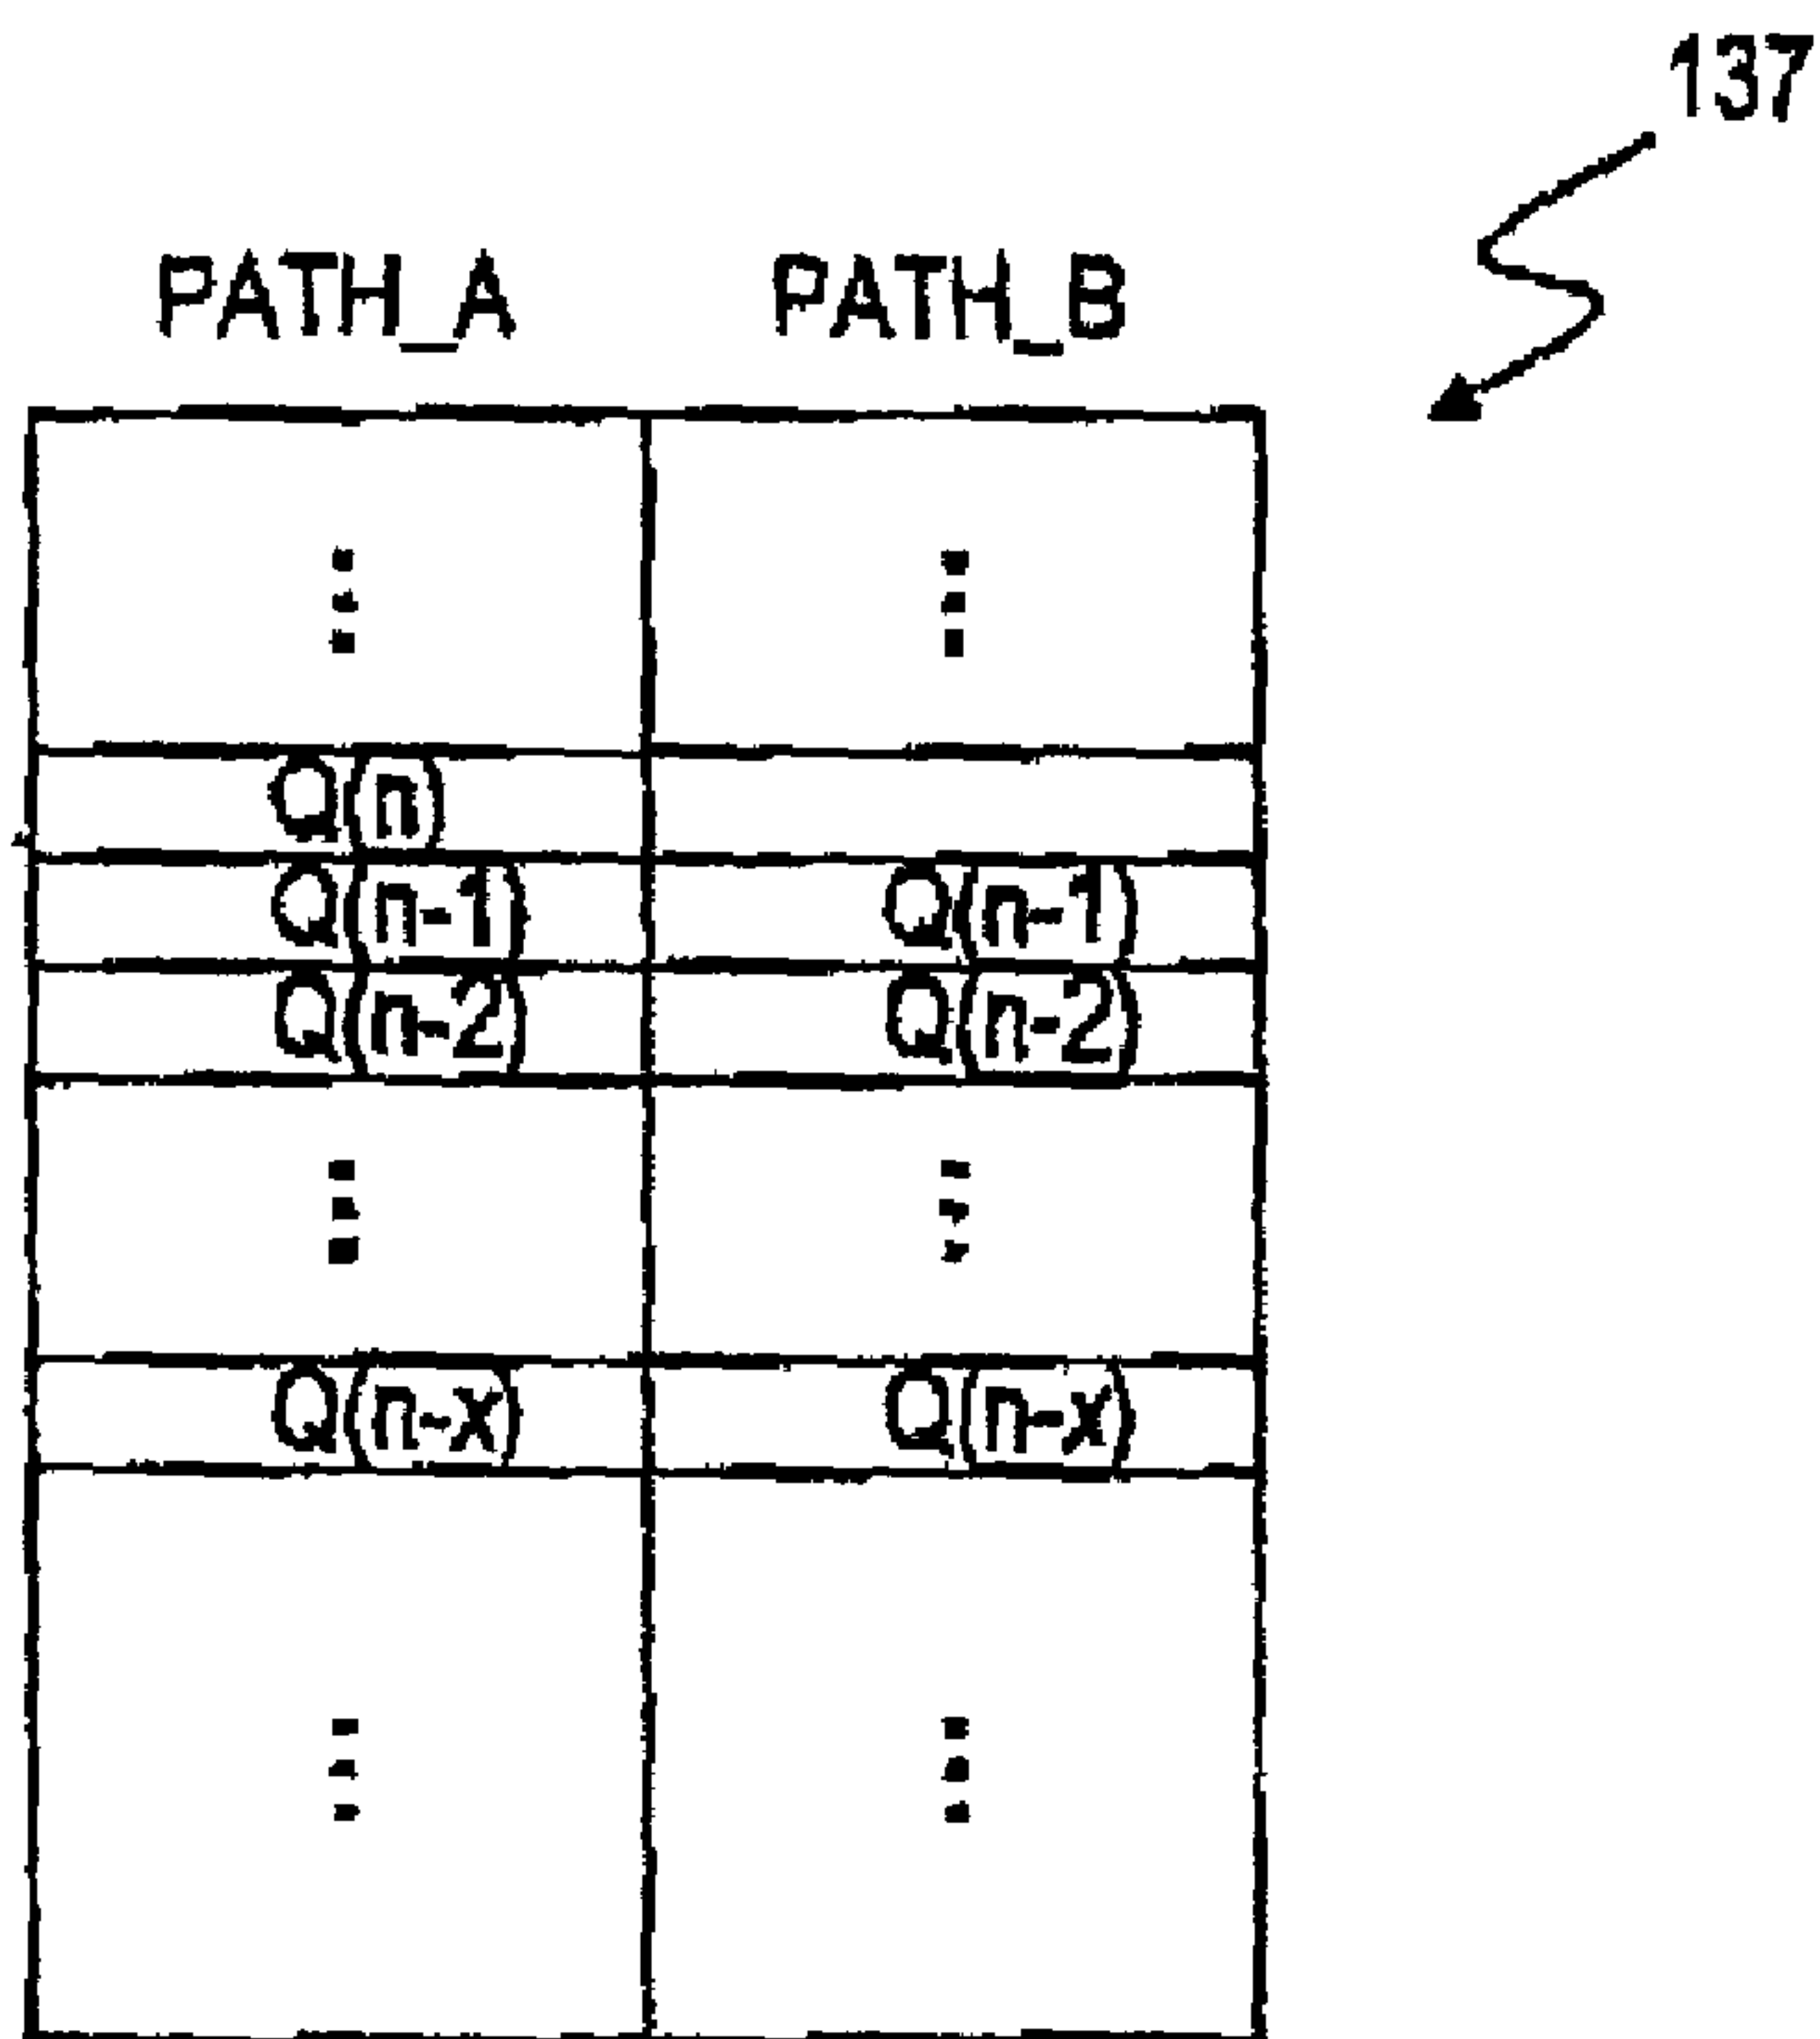 137
PATH_A PATH_B
Q(n)
Q(n-1) Q(n-1)
Q(n-2) Q(n-2)
Q(n-x) Q(n-x)